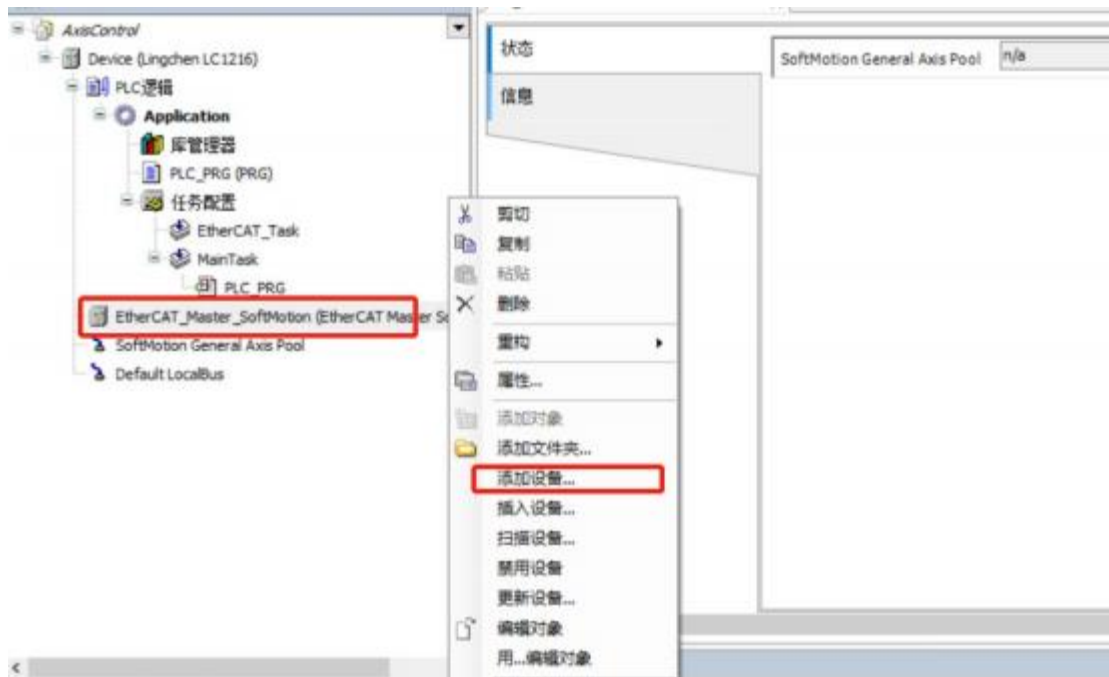 AxisControl
Device (Lingchen LC1216)
PLC逻辑
Application
库管理器
PLC_PRG (PRG)
任务配置
EtherCAT_Task
MainTask
PLC_PRG
EtherCAT_Master_SoftMotion (EtherCAT Master So
SoftMotion General Axis Pool
Default LocalBus
状态
信息
SoftMotion General Axis Pool
n/a
剪切
复制
粘贴
删除
重构
属性...
添加对象
添加文件夹...
添加设备...
插入设备...
扫描设备...
禁用设备
更新设备...
编辑对象
用...编辑对象